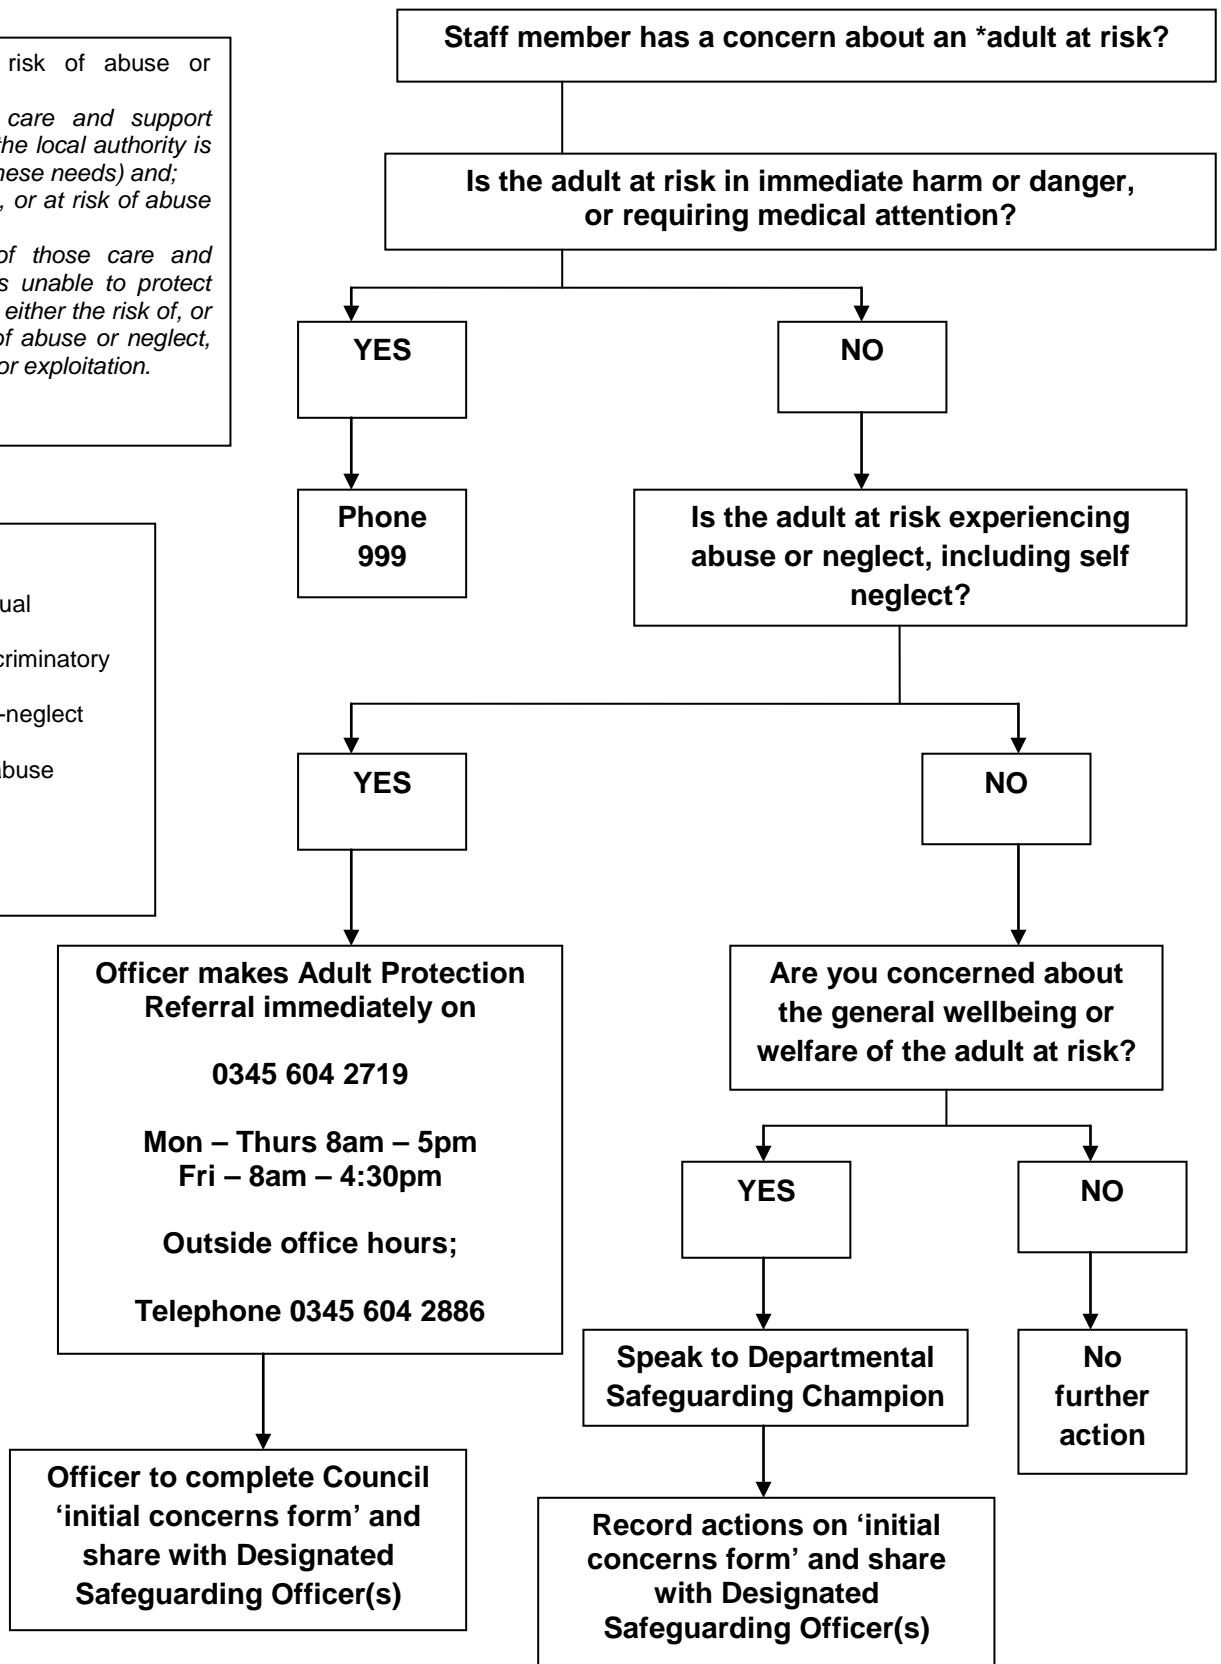 Staff member has a concern about an *adult at risk?
risk of abuse or
care and support
the local authority is
these needs) and;
, or at risk of abuse
of those care and
s unable to protect
either the risk of, or
of abuse or neglect,
or exploitation.
Is the adult at risk in immediate harm or danger,
or requiring medical attention?
YES
NO
Phone
999
Is the adult at risk experiencing
abuse or neglect, including self
neglect?
ual
criminatory
-neglect
abuse
YES
NO
Officer makes Adult Protection
Referral immediately on
0345 604 2719
Mon – Thurs 8am – 5pm
Fri – 8am – 4:30pm
Outside office hours;
Telephone 0345 604 2886
Are you concerned about
the general wellbeing or
welfare of the adult at risk?
YES
NO
Speak to Departmental
Safeguarding Champion
No
further
action
Officer to complete Council
‘initial concerns form’ and
share with Designated
Safeguarding Officer(s)
Record actions on ‘initial
concerns form’ and share
with Designated
Safeguarding Officer(s)